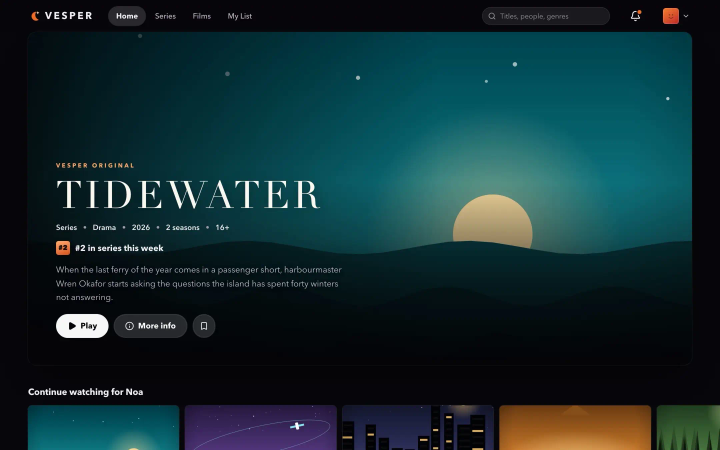 VESPER Home Series Films My List Titles, people, genres
VESPER ORIGINAL
TIDEWATER
Series • Drama • 2026 • 2 seasons • 16+
#2 #2 in series this week
When the last ferry of the year comes in a passenger short, harbourmaster
Wren Okafor starts asking the questions the island has spent forty winters
not answering.
Play More info
Continue watching for Noa